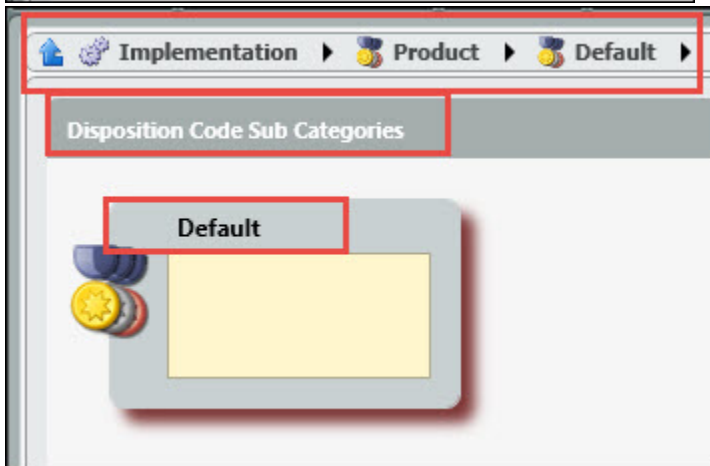 Implementation Product Default
Disposition Code Sub Categories
Default